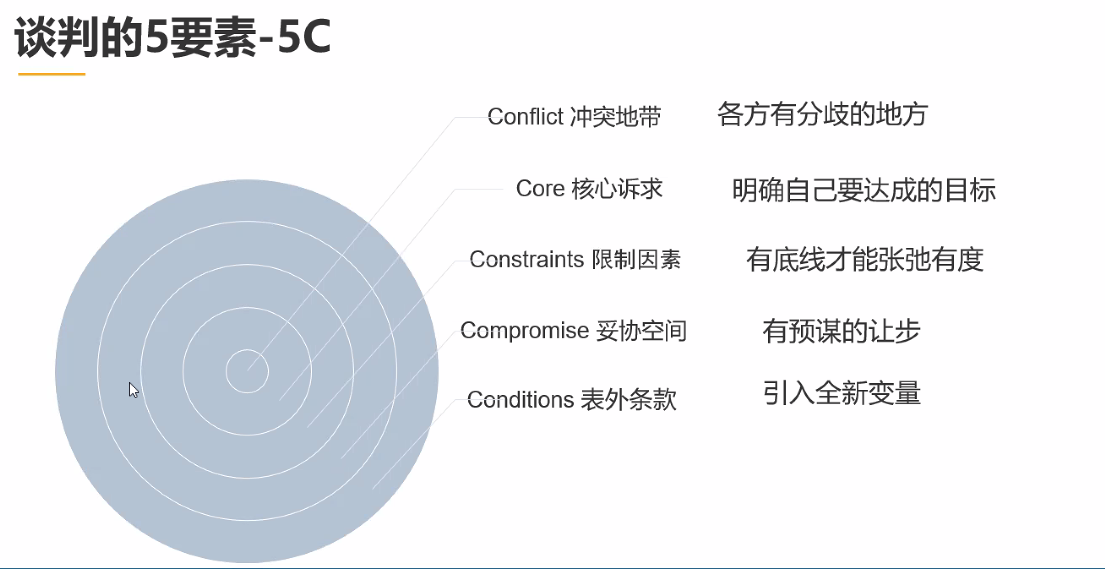 谈判的5要素-5C
Conflict 冲突地带 各方有分歧的地方
Core 核心诉求 明确自己要达成的目标
Constraints 限制因素 有底线才能张弛有度
Compromise 妥协空间 有预谋的让步
Conditions 表外条款 引入全新变量